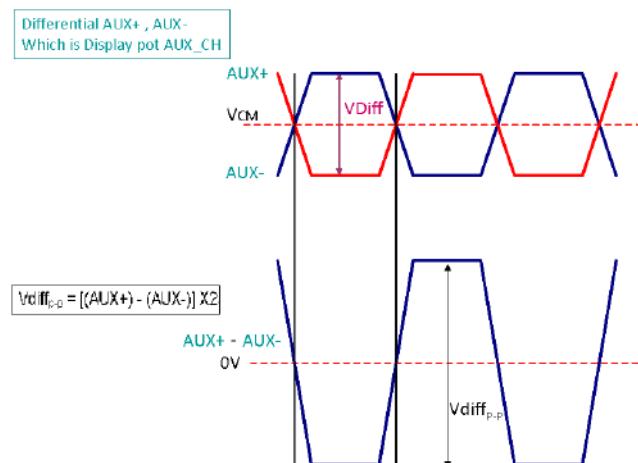 Differential AUX+ , AUX-
Which is Display pot AUX_CH
AUX+
VDiff
VCM
AUX-
Vdiffp-p = [(AUX+) - (AUX-)] X2
AUX+ - AUX-
0V
VdiffP-P